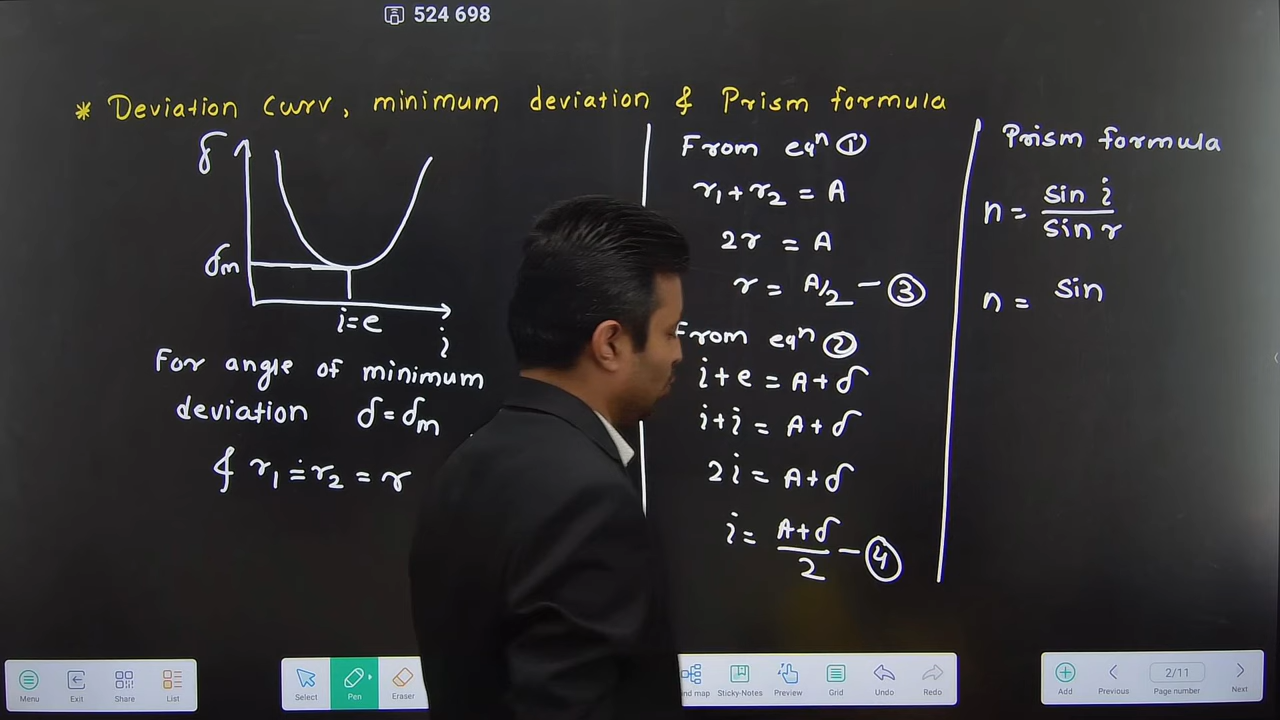 524 698
* Deviation Curv, minimum deviation & Prism formula
δ
δm
i=e
i
For angle of minimum
deviation δ=δm
& r₁=r₂=r
From eqⁿ ①
r₁+r₂=A
2r = A
r = A/2 — ③
From eqⁿ ②
i+e = A+δ
i+i = A+δ
2i = A+δ
i = (A+δ)/2 — ④
Prism formula
n = sin i / sin r
n = sin
Menu
Exit
Share
List
Select
Pen
Eraser
nd map
Sticky-Notes
Preview
Grid
Undo
Redo
Add
Previous
2/11
Page number
Next